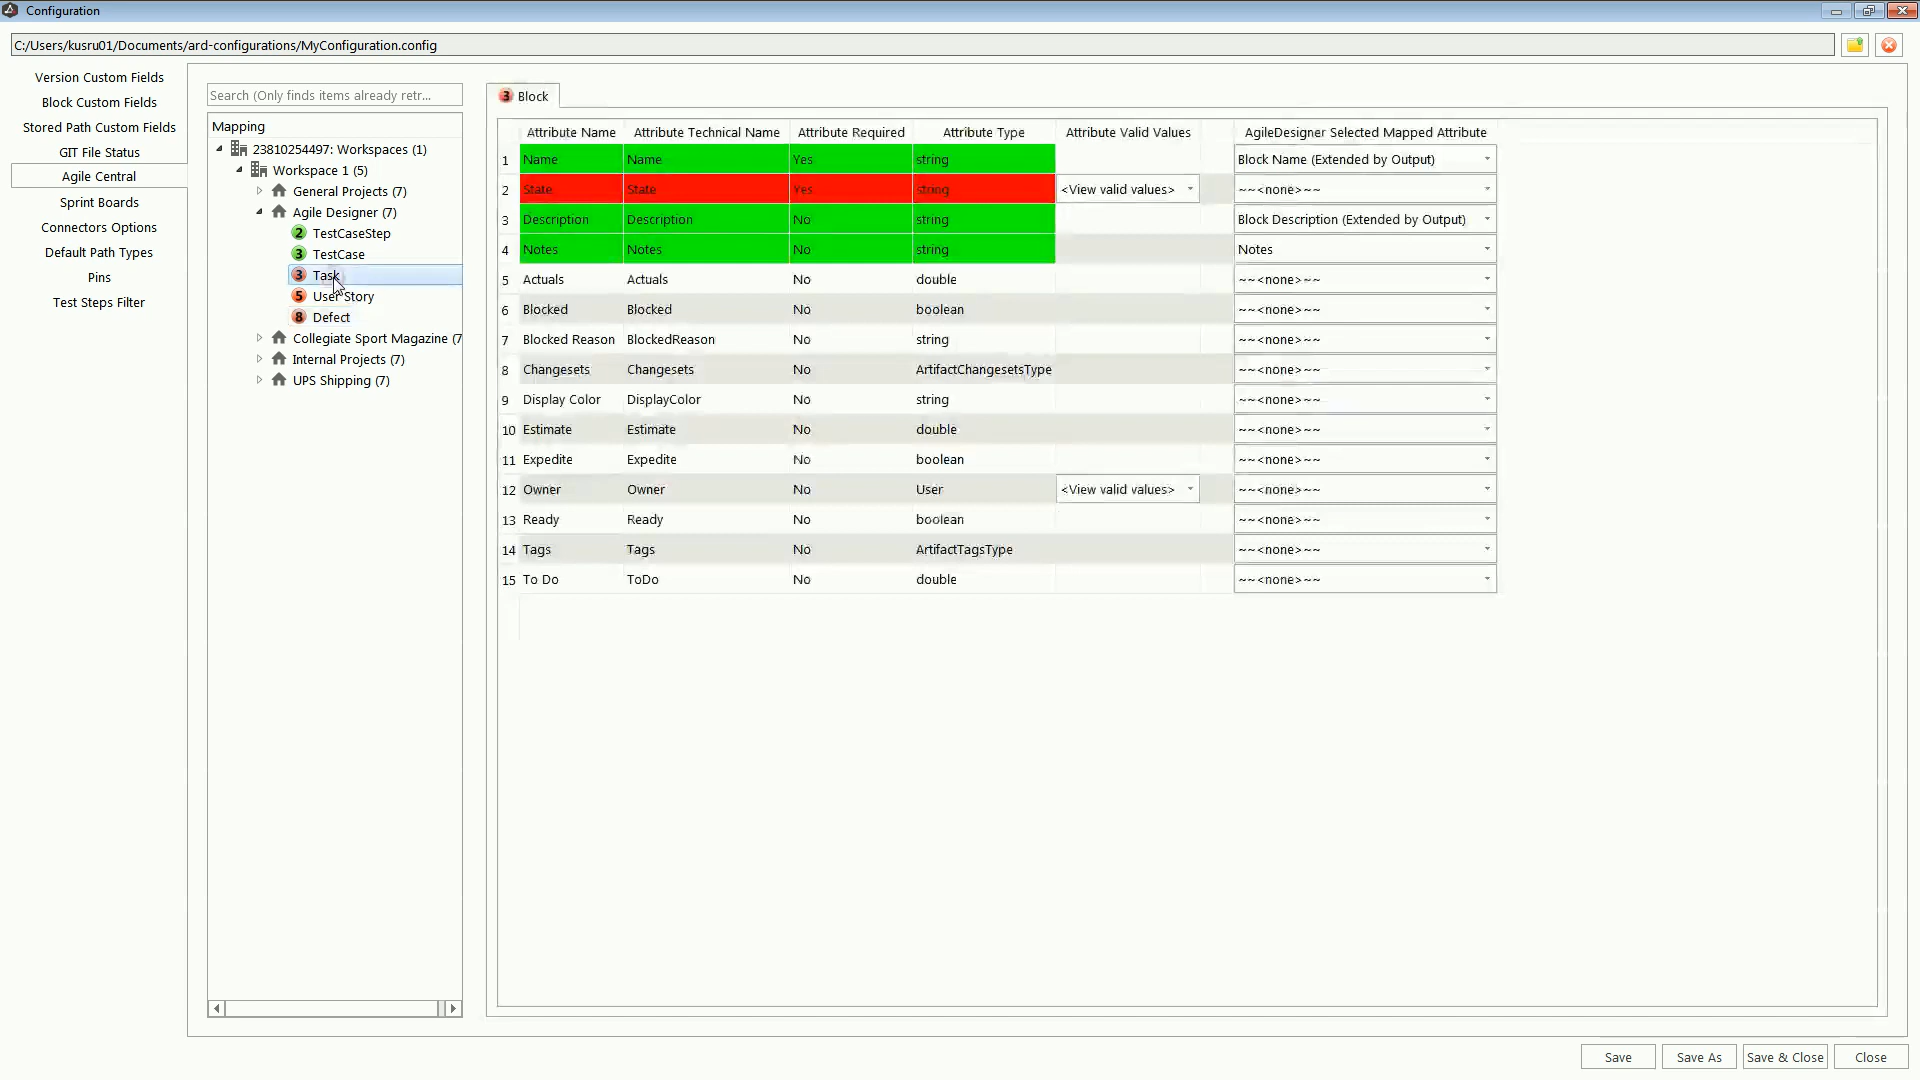 Configuration
C:/Users/kusru01/Documents/ard-configurations/MyConfiguration.config
Version Custom Fields
Block Custom Fields
Stored Path Custom Fields
GIT File Status
Agile Central
Sprint Boards
Connectors Options
Default Path Types
Pins
Test Steps Filter
Search (Only finds items already retr...
Mapping
23810254497: Workspaces (1)
Workspace 1 (5)
General Projects (7)
Agile Designer (7)
2 TestCaseStep
3 TestCase
3 Task
5 User Story
8 Defect
Collegiate Sport Magazine (7
Internal Projects (7)
UPS Shipping (7)
3 Block
Attribute Name Attribute Technical Name Attribute Required Attribute Type Attribute Valid Values AgileDesigner Selected Mapped Attribute
1 Name Name Yes string Block Name (Extended by Output)
2 State State Yes string <View valid values> ~~<none>~~
3 Description Description No string Block Description (Extended by Output)
4 Notes Notes No string Notes
5 Actuals Actuals No double ~~<none>~~
6 Blocked Blocked No boolean ~~<none>~~
7 Blocked Reason BlockedReason No string ~~<none>~~
8 Changesets Changesets No ArtifactChangesetsType ~~<none>~~
9 Display Color DisplayColor No string ~~<none>~~
10 Estimate Estimate No double ~~<none>~~
11 Expedite Expedite No boolean ~~<none>~~
12 Owner Owner No User <View valid values> ~~<none>~~
13 Ready Ready No boolean ~~<none>~~
14 Tags Tags No ArtifactTagsType ~~<none>~~
15 To Do ToDo No double ~~<none>~~
Save Save As Save & Close Close